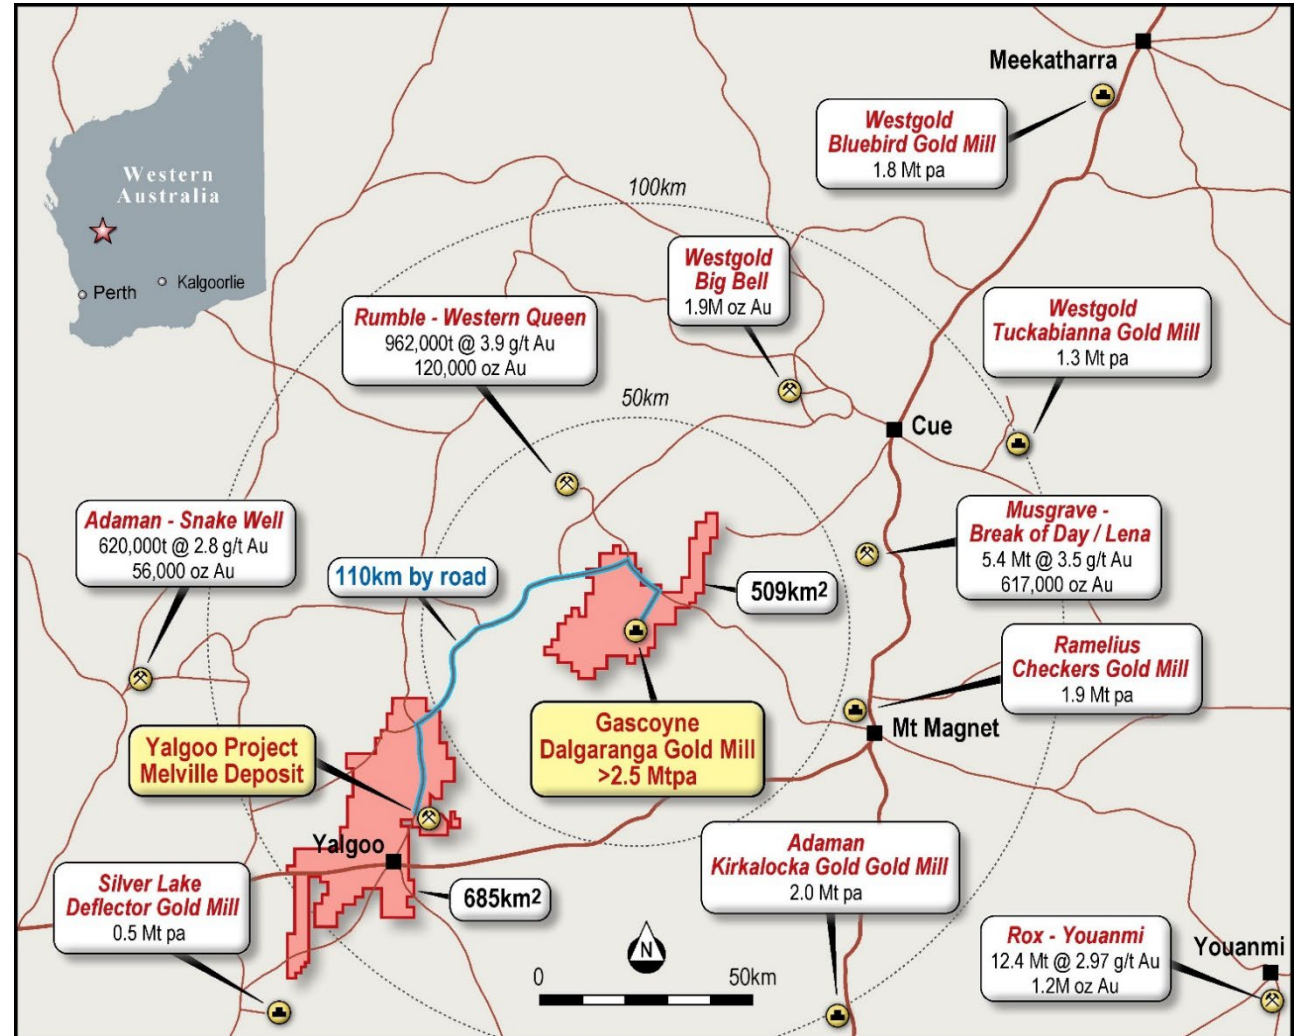 Meekatharra
Westgold
Bluebird Gold Mill
1.8 Mt pa
Western
Australia
Perth
Kalgoorlie
100km
Westgold
Big Bell
1.9M oz Au
Rumble - Western Queen
962,000t @ 3.9 g/t Au
120,000 oz Au
Westgold
Tuckabianna Gold Mill
1.3 Mt pa
50km
Cue
Adaman - Snake Well
620,000t @ 2.8 g/t Au
56,000 oz Au
Musgrave -
Break of Day / Lena
5.4 Mt @ 3.5 g/t Au
617,000 oz Au
110km by road
509km²
Ramelius
Checkers Gold Mill
1.9 Mt pa
Yalgoo Project
Melville Deposit
Gascoyne
Dalgaranga Gold Mill
>2.5 Mtpa
Mt Magnet
Yalgoo
Adaman
Kirkalocka Gold Gold Mill
2.0 Mt pa
Silver Lake
Deflector Gold Mill
0.5 Mt pa
685km²
N
0 50km
Rox - Youanmi
12.4 Mt @ 2.97 g/t Au
1.2M oz Au
Youanmi